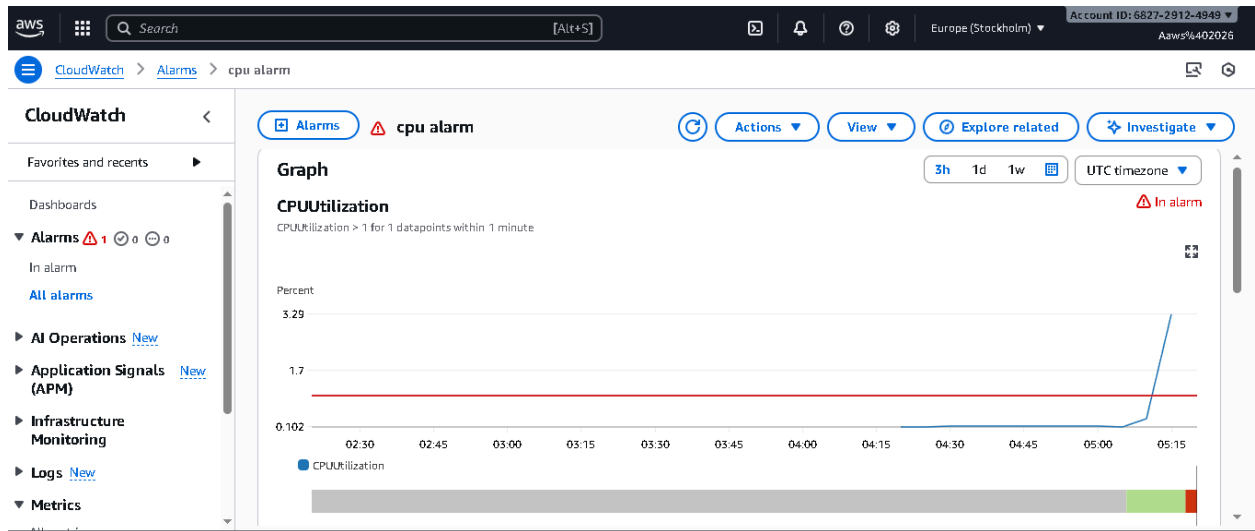 aws
Search [Alt+S]
Europe (Stockholm) ▼
Account ID: 6827-2912-4949 ▼
Aaws%402026
CloudWatch > Alarms > cpu alarm
CloudWatch
Favorites and recents
Dashboards
Alarms 1 0 0
In alarm
All alarms
AI Operations New
Application Signals New
(APM)
Infrastructure
Monitoring
Logs New
Metrics
Alarms
cpu alarm
Actions ▼
View ▼
Explore related
Investigate ▼
Graph
3h 1d 1w
UTC timezone ▼
CPUUtilization
In alarm
CPUUtilization > 1 for 1 datapoints within 1 minute
Percent
3.29
1.7
0.102
02:30 02:45 03:00 03:15 03:30 03:45 04:00 04:15 04:30 04:45 05:00 05:15
CPUUtilization